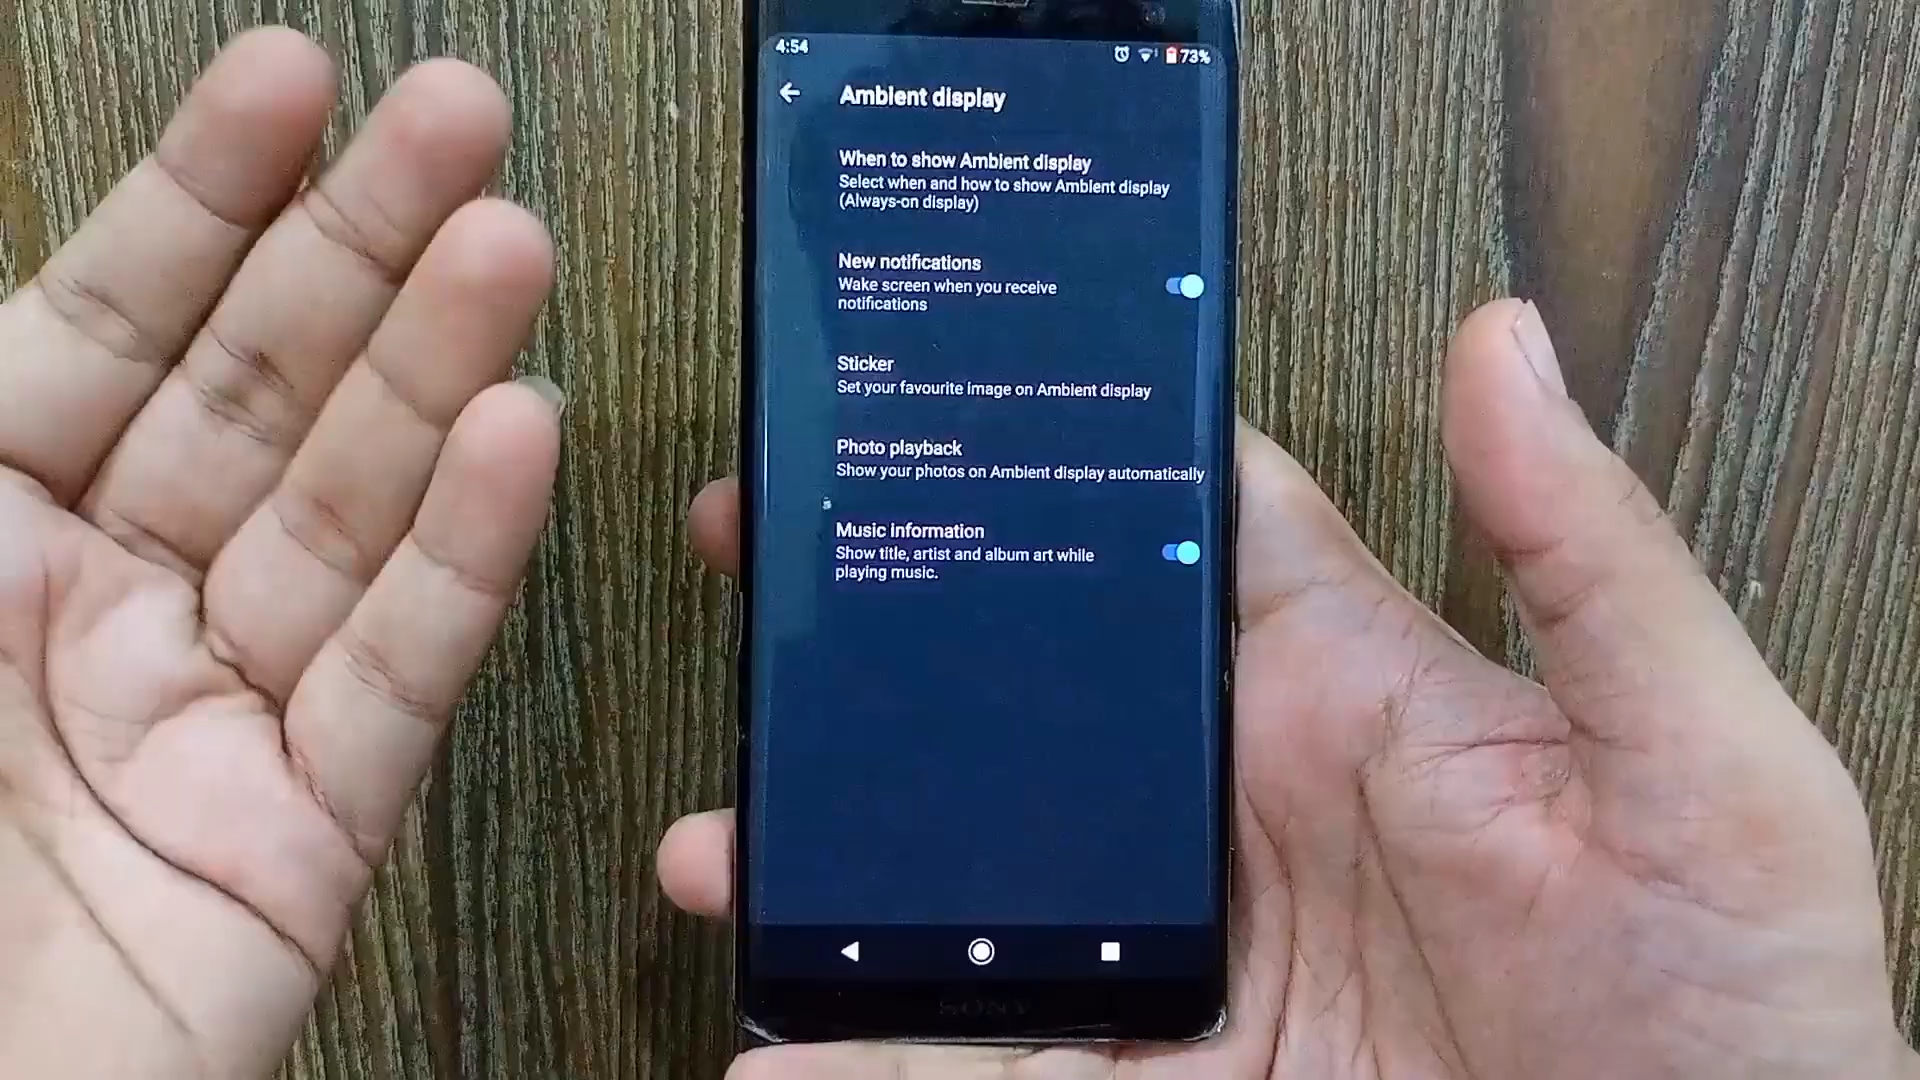 4:54
73%
Ambient display
When to show Ambient display
Select when and how to show Ambient display
(Always-on display)
New notifications
Wake screen when you receive
notifications
Sticker
Set your favourite image on Ambient display
Photo playback
Show your photos on Ambient display automatically
Music information
Show title, artist and album art while
playing music.
SONY